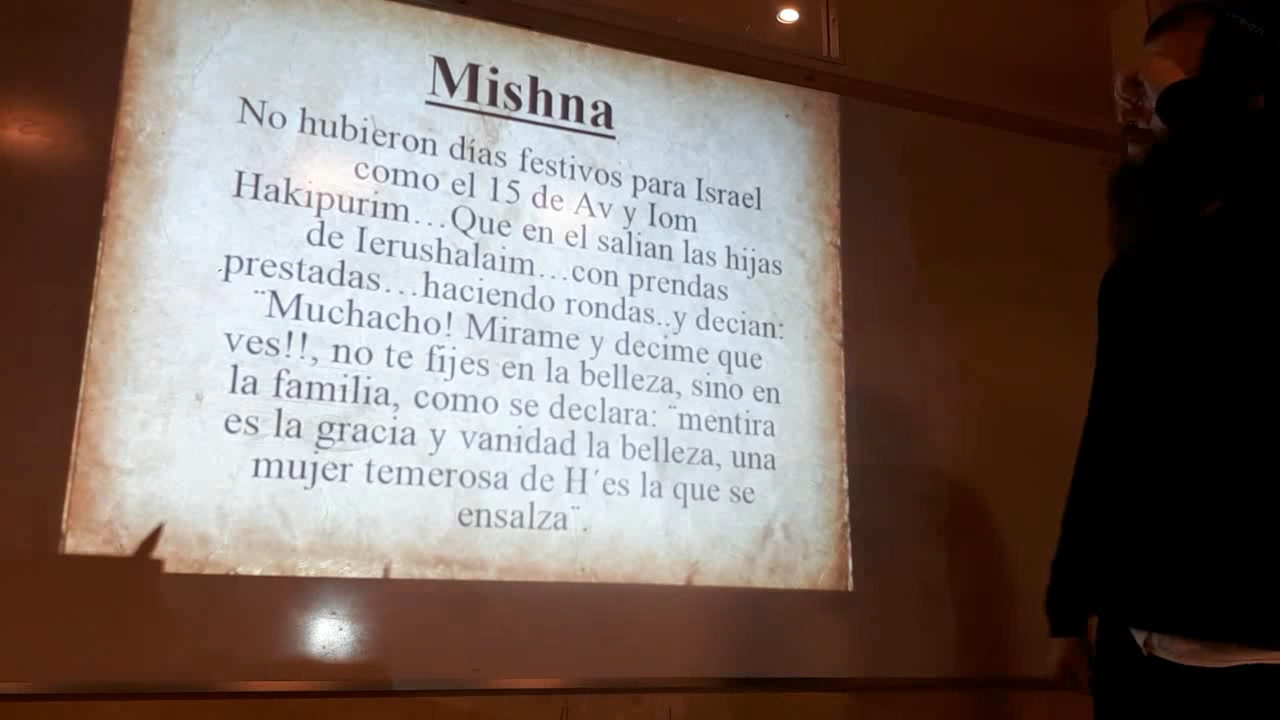 Mishna
No hubieron días festivos para Israel
como el 15 de Av y Iom
Hakipurim...Que en el salian las hijas
de Ierushalaim...con prendas
prestadas...haciendo rondas..y decian:
¨Muchacho! Mirame y decime que
ves!!, no te fijes en la belleza, sino en
la familia, como se declara: ¨mentira
es la gracia y vanidad la belleza, una
mujer temerosa de H´es la que se
ensalza¨.